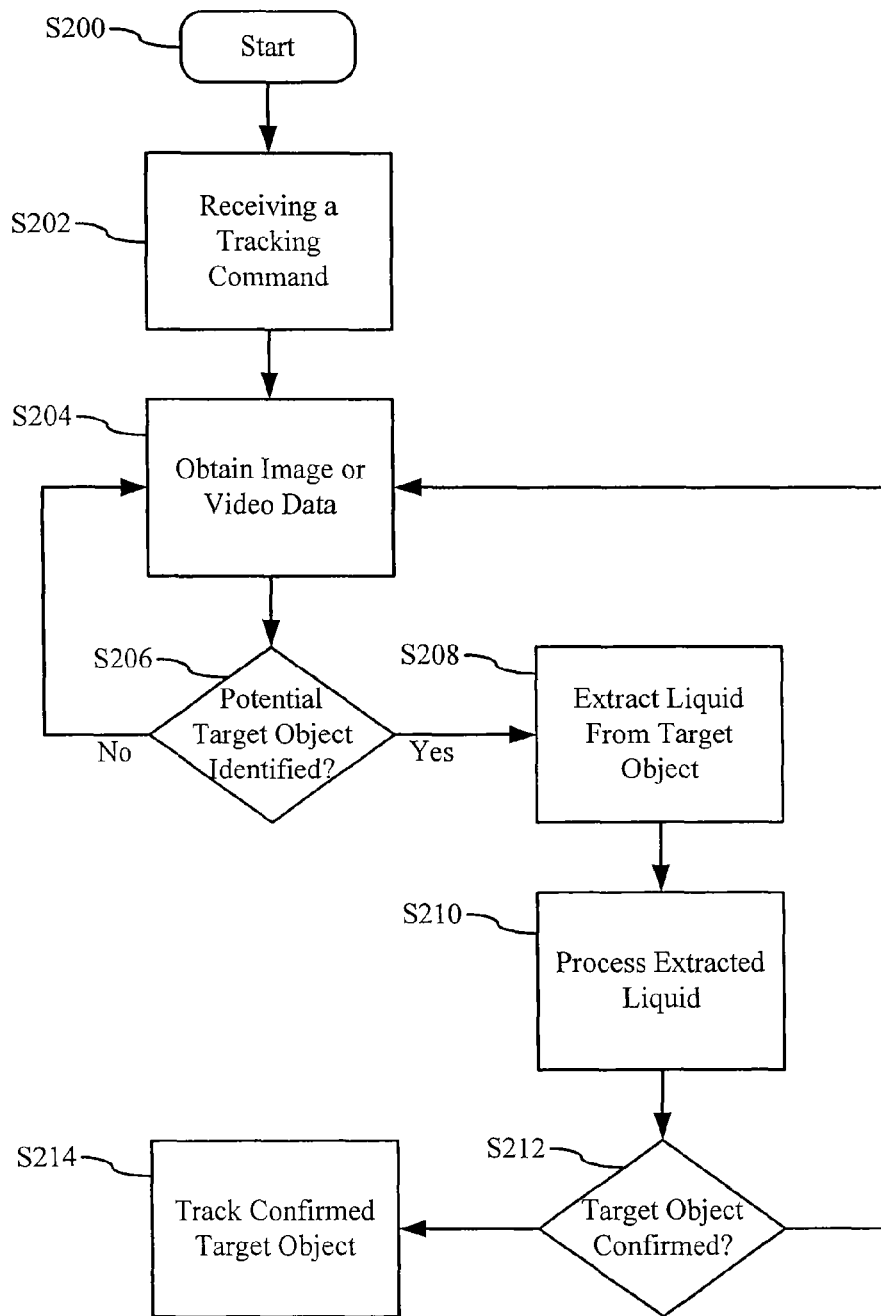 S200
Start
S202
Receiving a
Tracking
Command
S204
Obtain Image or
Video Data
S206
Potential
Target Object
Identified?
No
Yes
S208
Extract Liquid
From Target
Object
S210
Process Extracted
Liquid
S212
Target Object
Confirmed?
S214
Track Confirmed
Target Object